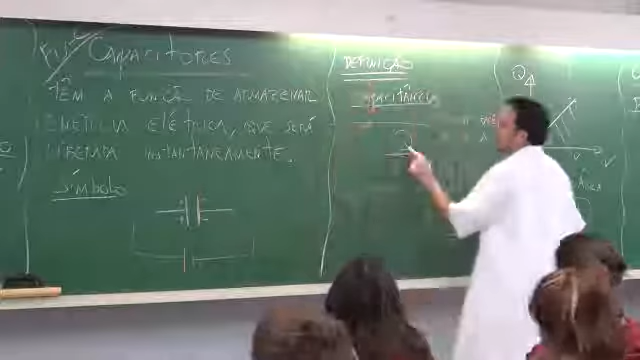 CAPACITORES
TÊM A FUNÇÃO DE ARMAZENAR
ENERGIA ELÉTRICA, QUE SERÁ
LIBERADA INSTANTANEAMENTE.
SÍMBOLO
DEFINIÇÃO
CAPACITÂNCIA
Q
V